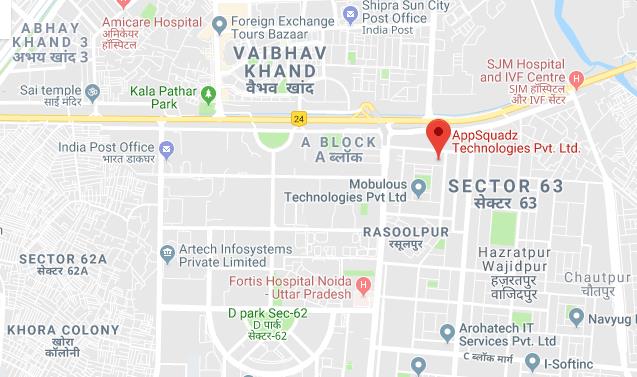 Shipra Sun City
Post Office
India Post
Amicare Hospital
अमिकेयर
हॉस्पिटल
Foreign Exchange
Tours Bazaar
ABHAY
KHAND 3
अभय खांड 3
VAIBHAV
KHAND
वैभव खांड
SJM Hospital
and IVF Centre
SJM हॉस्पिटल
और IVF सेंटर
Sai temple
साई मंदिर
Kala Pathar
Park
24
AppSquadz
Technologies Pvt. Ltd.
India Post Office
भारत डाकघर
A BLOCK
A ब्लॉक
Mobulous
Technologies Pvt Ltd
SECTOR 63
सेक्टर 63
RASOOLPUR
रसूलपुर
SECTOR 62A
सेक्टर 62A
Artech Infosystems
Private Limited
Hazratpur
Wajidpur
हज़रतपुर
वाजिदपुर
Chautpur
चौतपुर
Fortis Hospital Noida
- Uttar Pradesh
D park Sec-62
D पार्क
सेक्टर-62
KHORA COLONY
खोरा
कॉलोनी
Navyug
Arohatech IT
Services Pvt. Ltd.
C ब्लॉक मार्ग
I-Softinc